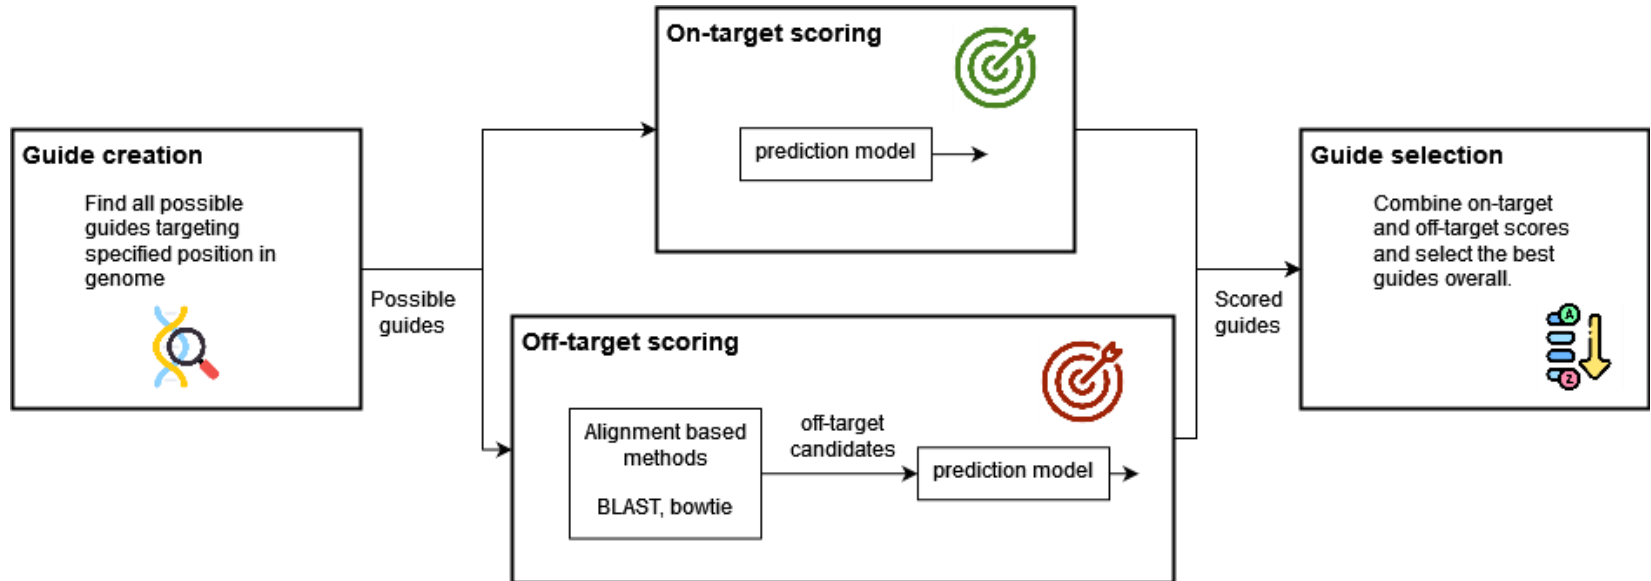 Guide creation
Find all possible
guides targeting
specified position in
genome
Possible
guides
On-target scoring
prediction model
Off-target scoring
Alignment based
methods
BLAST, bowtie
off-target
candidates
prediction model
Scored
guides
Guide selection
Combine on-target
and off-target scores
and select the best
guides overall.
A
Z